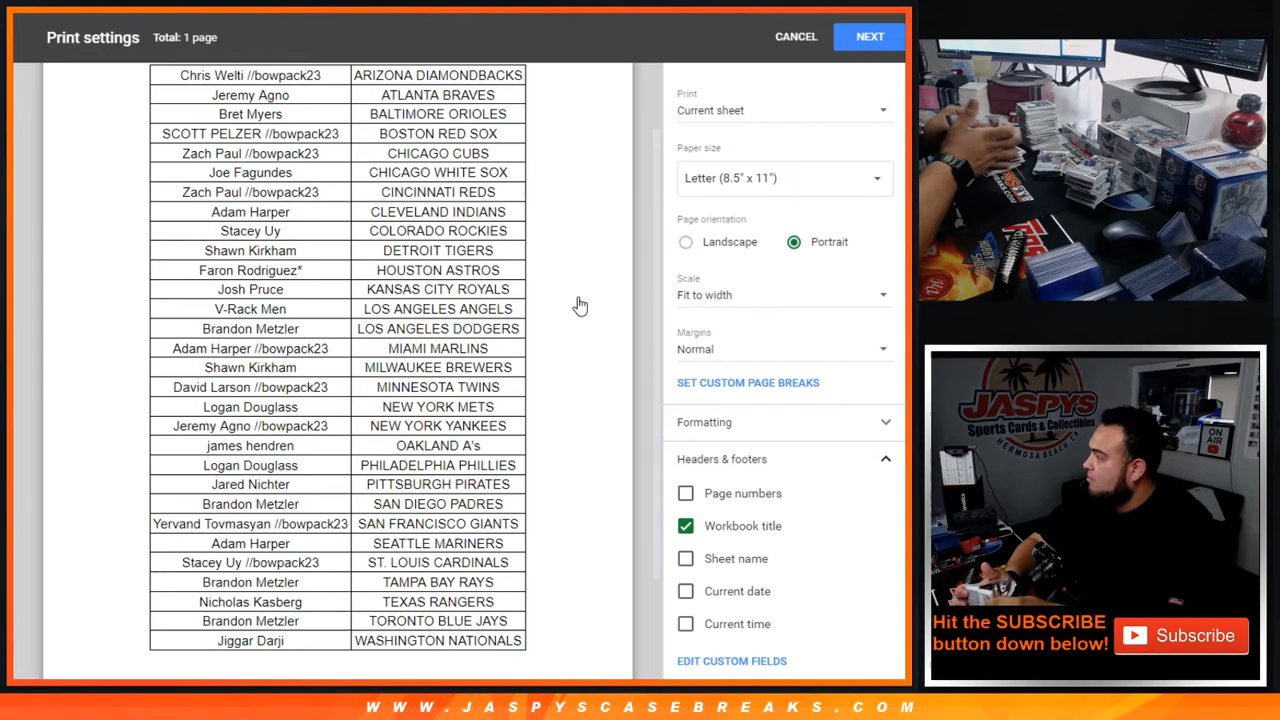 Print settings Total: 1 page CANCEL NEXT
Chris Welti //bowpack23 ARIZONA DIAMONDBACKS
Jeremy Agno ATLANTA BRAVES
Bret Myers BALTIMORE ORIOLES
SCOTT PELZER //bowpack23 BOSTON RED SOX
Zach Paul //bowpack23 CHICAGO CUBS
Joe Fagundes CHICAGO WHITE SOX
Zach Paul //bowpack23 CINCINNATI REDS
Adam Harper CLEVELAND INDIANS
Stacey Uy COLORADO ROCKIES
Shawn Kirkham DETROIT TIGERS
Faron Rodriguez* HOUSTON ASTROS
Josh Pruce KANSAS CITY ROYALS
V-Rack Men LOS ANGELES ANGELS
Brandon Metzler LOS ANGELES DODGERS
Adam Harper //bowpack23 MIAMI MARLINS
Shawn Kirkham MILWAUKEE BREWERS
David Larson //bowpack23 MINNESOTA TWINS
Logan Douglass NEW YORK METS
Jeremy Agno //bowpack23 NEW YORK YANKEES
james hendren OAKLAND A's
Logan Douglass PHILADELPHIA PHILLIES
Jared Nichter PITTSBURGH PIRATES
Brandon Metzler SAN DIEGO PADRES
Yervand Tovmasyan //bowpack23 SAN FRANCISCO GIANTS
Adam Harper SEATTLE MARINERS
Stacey Uy //bowpack23 ST. LOUIS CARDINALS
Brandon Metzler TAMPA BAY RAYS
Nicholas Kasberg TEXAS RANGERS
Brandon Metzler TORONTO BLUE JAYS
Jiggar Darji WASHINGTON NATIONALS
Print
Current sheet
Paper size
Letter (8.5" x 11")
Page orientation
Landscape Portrait
Scale
Fit to width
Margins
Normal
SET CUSTOM PAGE BREAKS
Formatting
Headers & footers
Page numbers
Workbook title
Sheet name
Current date
Current time
EDIT CUSTOM FIELDS
JASPYS
Sports Cards & Collectibles
HERMOSA BEACH, CA
ON
AIR
Hit the SUBSCRIBE
button down below!
Subscribe
WWW.JASPYSCASEBREAKS.COM